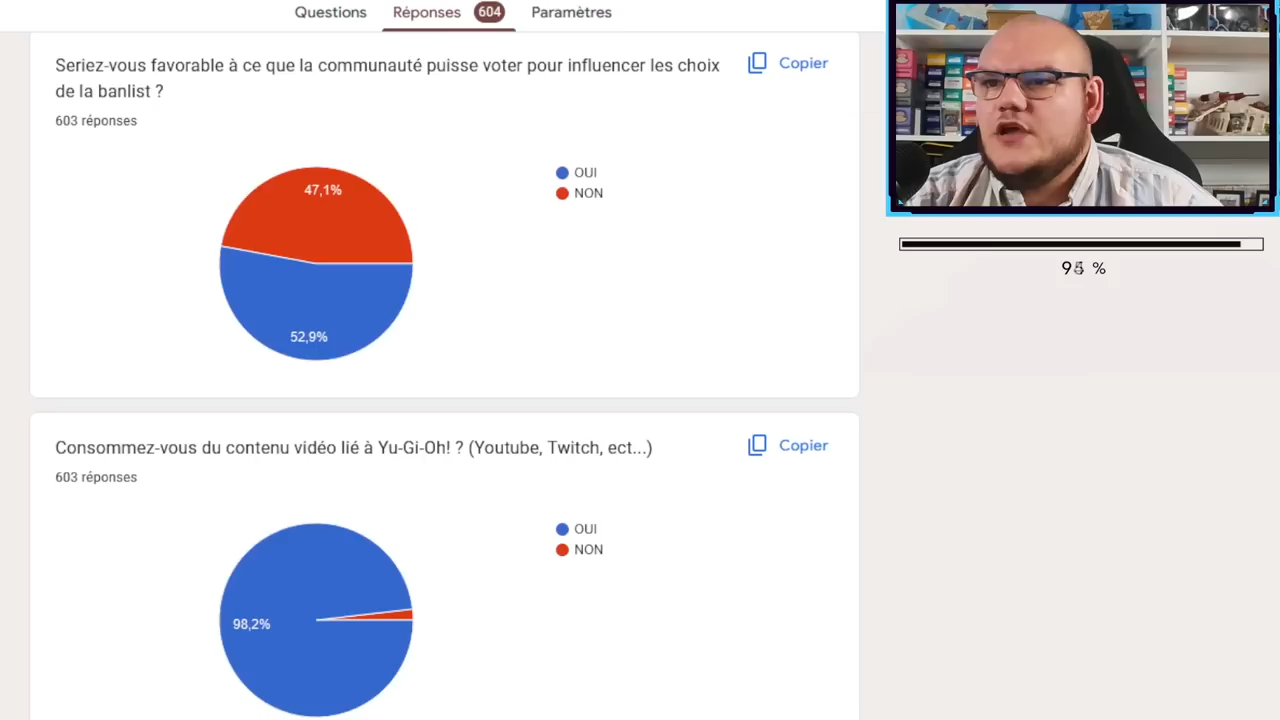 Questions
Réponses 604
Paramètres
Seriez-vous favorable à ce que la communauté puisse voter pour influencer les choix
de la banlist ?
Copier
603 réponses
OUI
NON
47,1%
52,9%
Consommez-vous du contenu vidéo lié à Yu-Gi-Oh! ? (Youtube, Twitch, ect...)
Copier
603 réponses
OUI
NON
98,2%
%